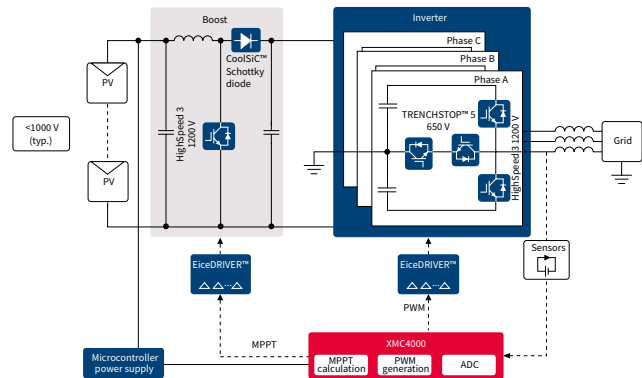 Boost
Inverter
CoolSiC™
Schottky
diode
HighSpeed 3
1200 V
PV
PV
<1000 V
(typ.)
Phase C
Phase B
Phase A
TRENCHSTOP™ 5
650 V
HighSpeed 3 1200 V
Grid
Sensors
EiceDRIVER™
EiceDRIVER™
MPPT
PWM
Microcontroller
power supply
XMC4000
MPPT
calculation
PWM
generation
ADC